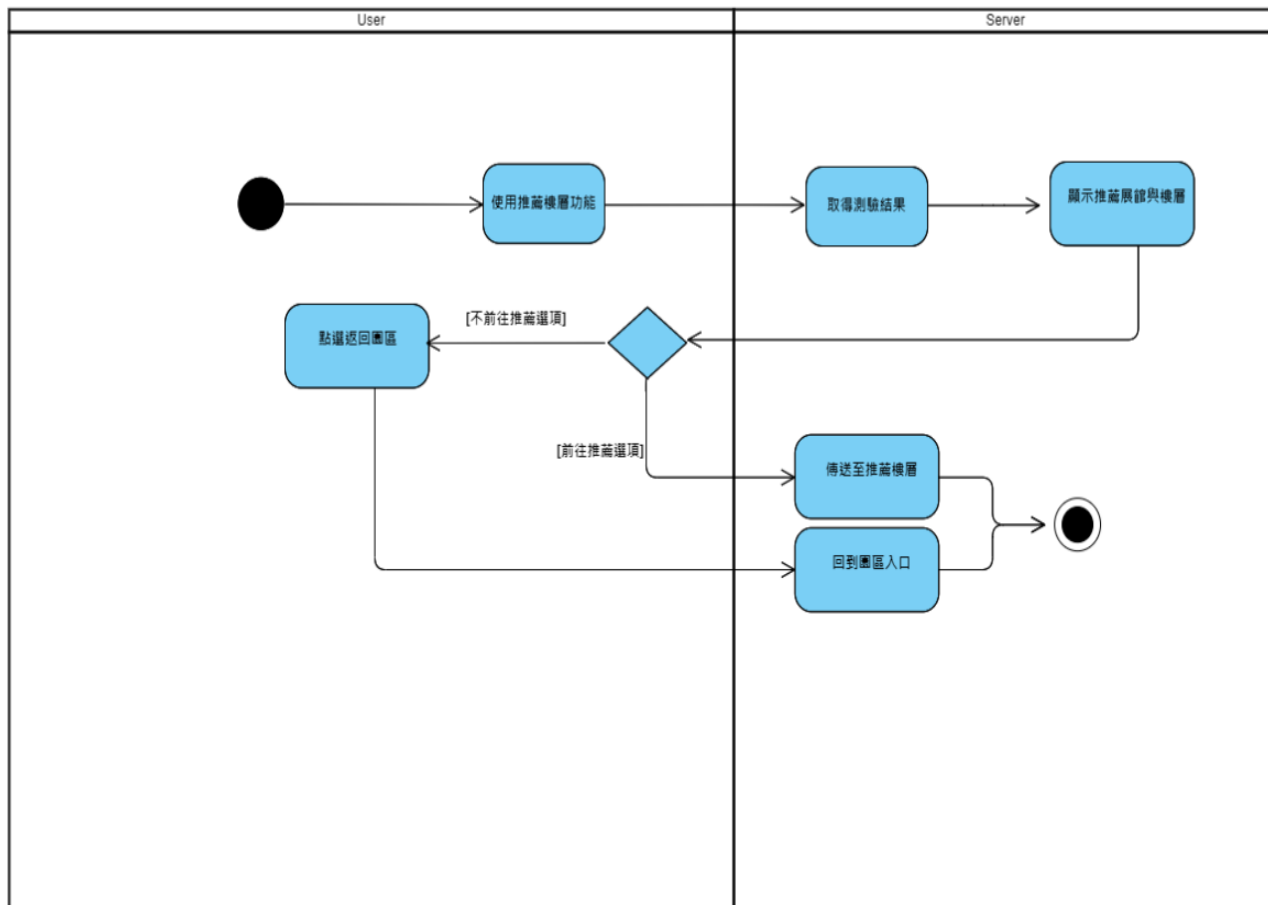 User
Server
使用推薦樓層功能
取得測驗結果
顯示推薦展館與樓層
[不前往推薦選項]
點選返回園區
[前往推薦選項]
傳送至推薦樓層
回到園區入口